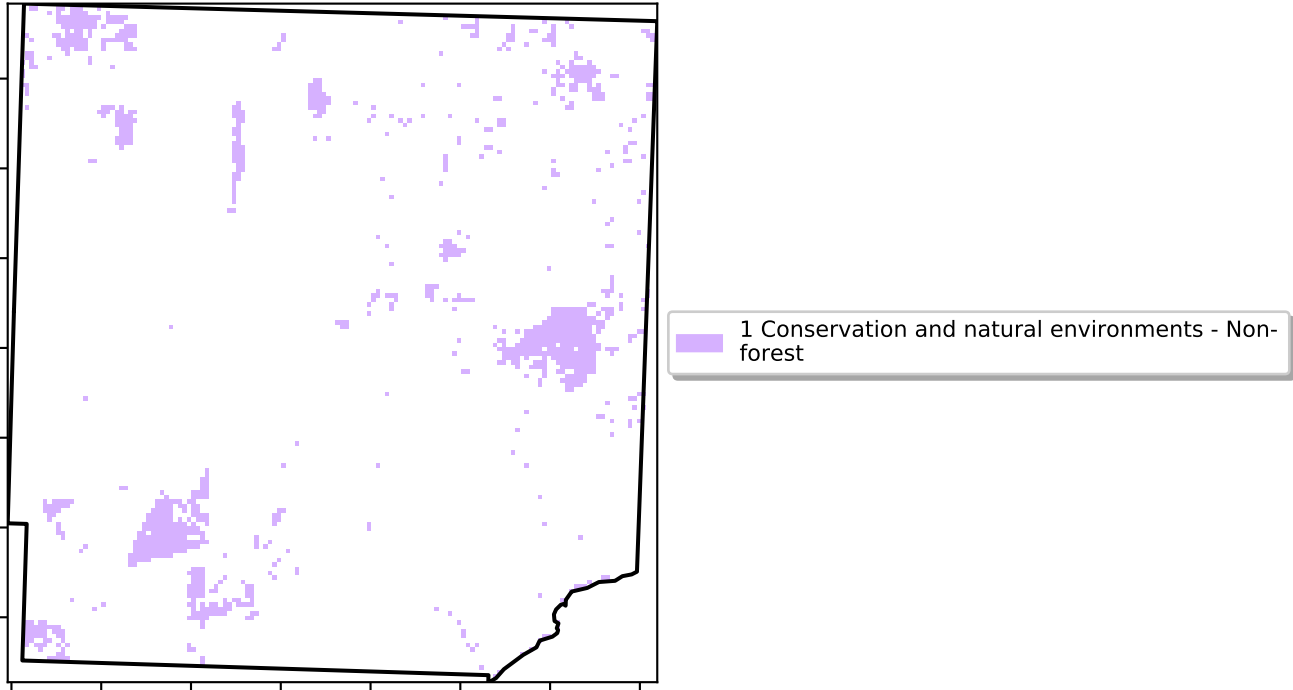 1 Conservation and natural environments - Non-
forest